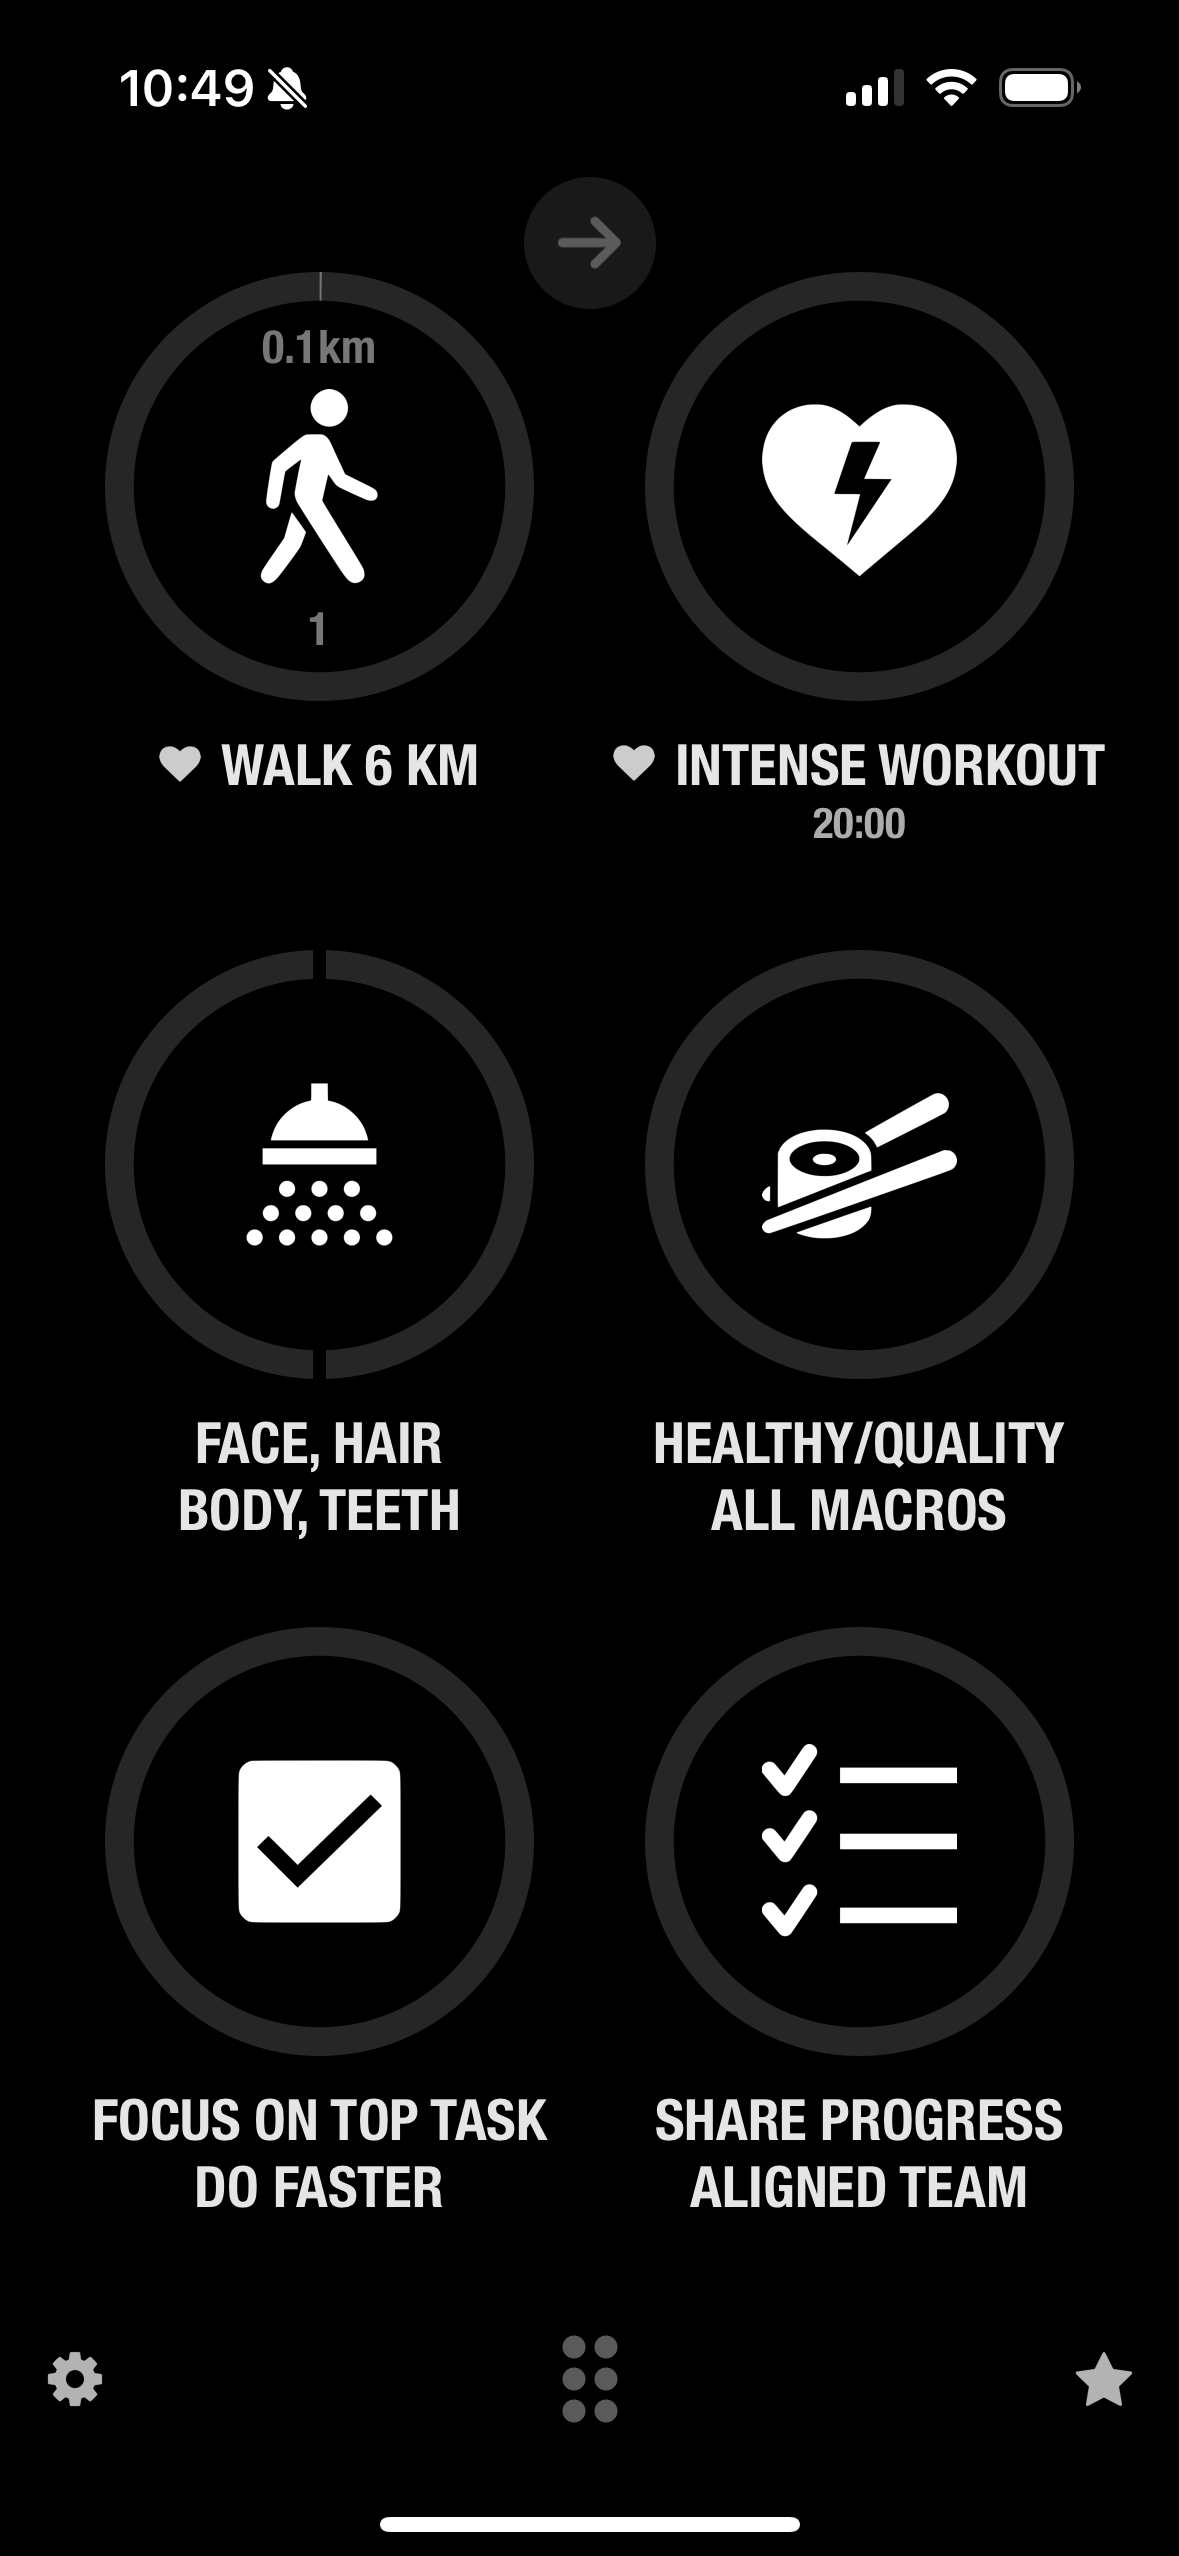 10:49
0.1km
1
WALK 6 KM
INTENSE WORKOUT
20:00
FACE, HAIR
BODY, TEETH
HEALTHY/QUALITY
ALL MACROS
FOCUS ON TOP TASK
DO FASTER
SHARE PROGRESS
ALIGNED TEAM